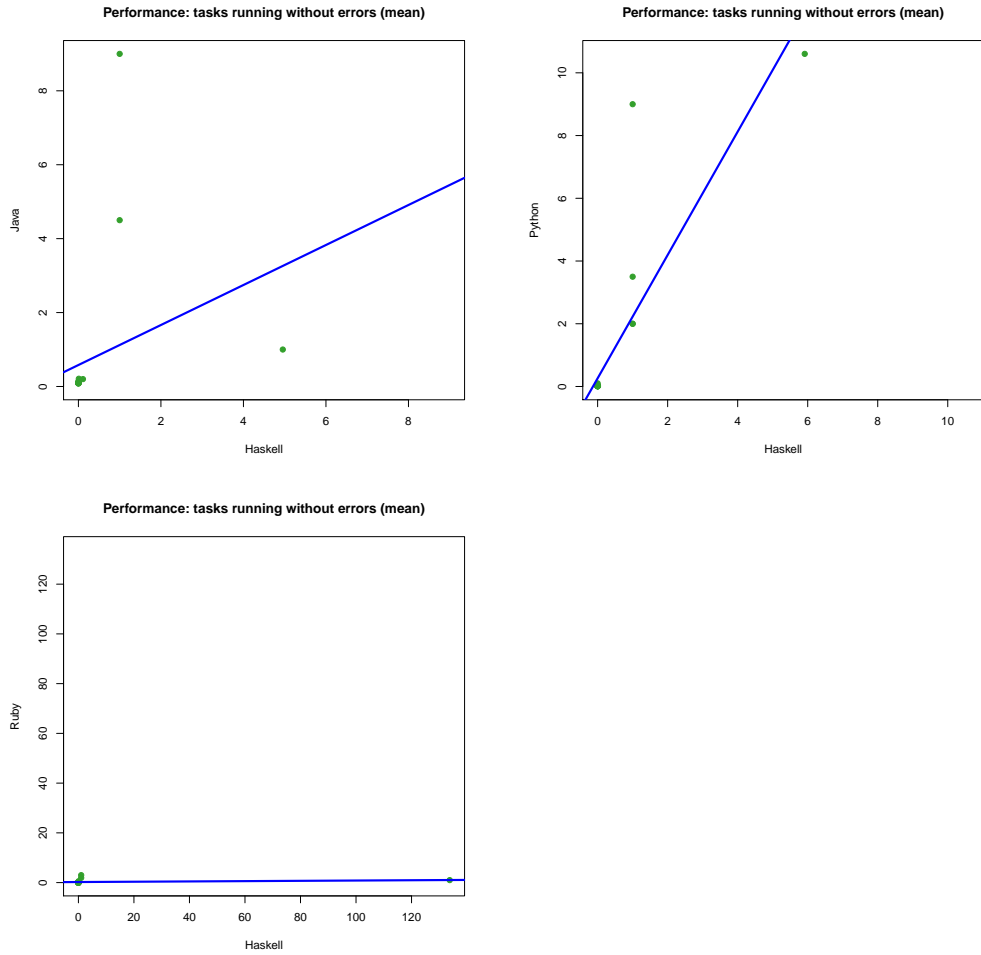 Performance: tasks running without errors (mean)
8
6
4
2
0
Java
0 2 4 6 8
Haskell
Performance: tasks running without errors (mean)
10
8
6
4
2
0
Python
0 2 4 6 8 10
Haskell
Performance: tasks running without errors (mean)
120
100
80
60
40
20
0
Ruby
0 20 40 60 80 100 120
Haskell